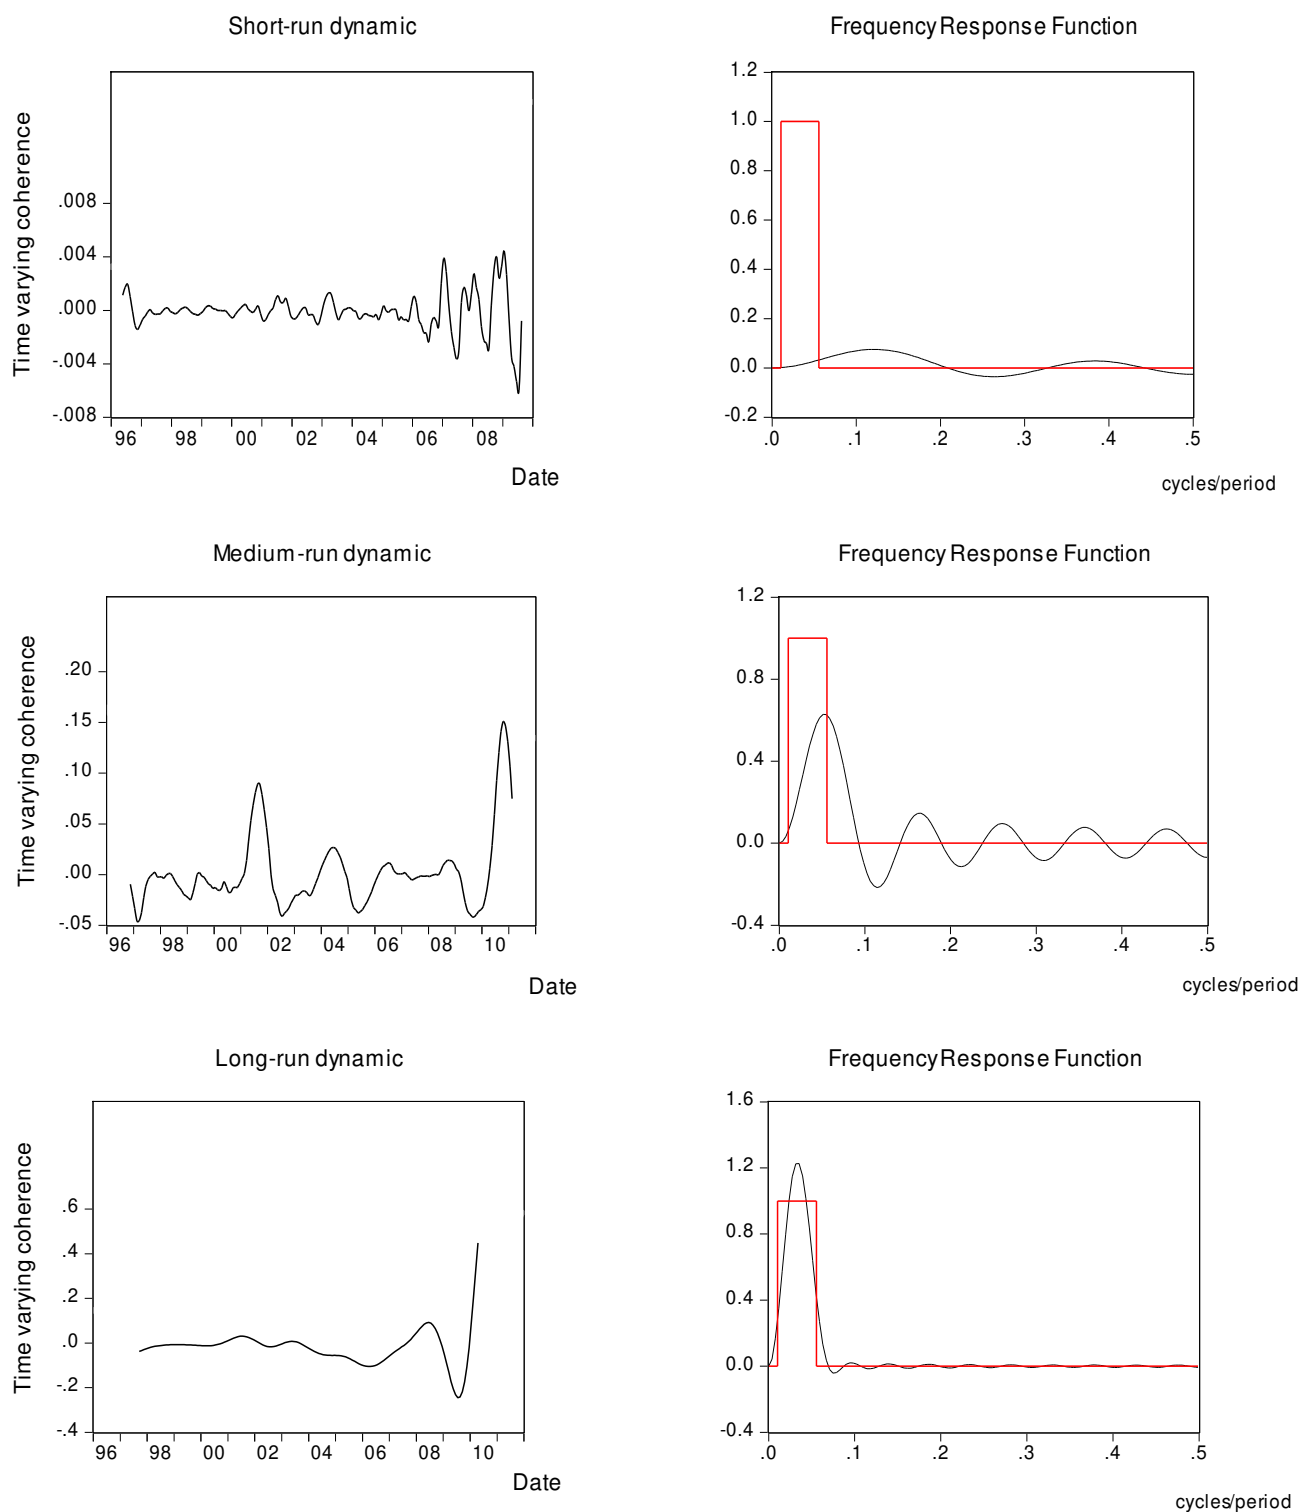 Short-run dynamic
Time varying coherence
.008
.004
.000
-.004
-.008
96 98 00 02 04 06 08
Date
Frequency Response Function
1.2
1.0
0.8
0.6
0.4
0.2
0.0
-0.2
.0 .1 .2 .3 .4 .5
cycles/period
Medium-run dynamic
Time varying coherence
.20
.15
.10
.05
.00
-.05
96 98 00 02 04 06 08 10
Date
Frequency Response Function
1.2
0.8
0.4
0.0
-0.4
.0 .1 .2 .3 .4 .5
cycles/period
Long-run dynamic
Time varying coherence
.6
.4
.2
.0
-.2
-.4
96 98 00 02 04 06 08 10
Date
Frequency Response Function
1.6
1.2
0.8
0.4
0.0
-0.4
.0 .1 .2 .3 .4 .5
cycles/period